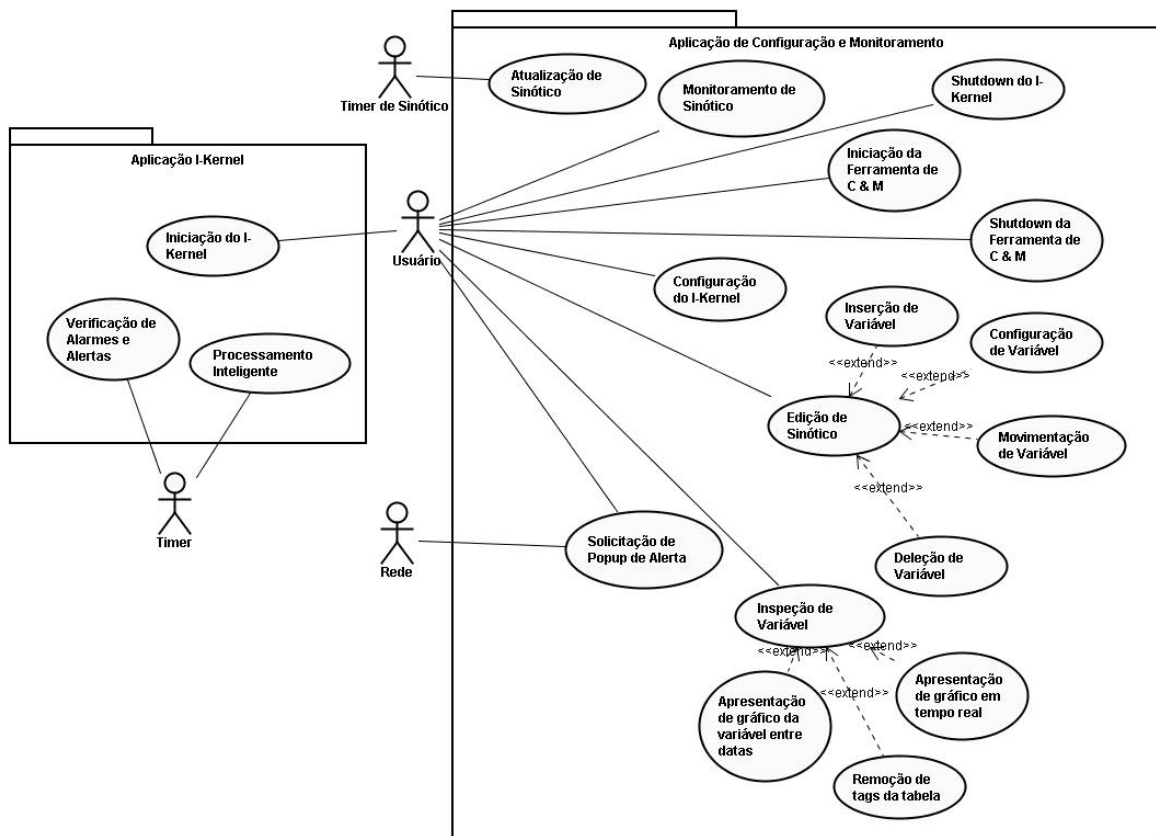 Aplicação de Configuração e Monitoramento
Timer de Sinótico
Atualização de
Sinótico
Monitoramento de
Sinótico
Shutdown do I-
Kernel
Aplicação I-Kernel
Iniciação da
Ferramenta de
C & M
Iniciação do I-
Kernel
Usuário
Shutdown da
Ferramenta de
C & M
Configuração
do I-Kernel
Verificação de
Alarmes e
Alertas
Processamento
Inteligente
Inserção de
Variável
Configuração
de Variável
<<extend>>
<<extend>>
Edição de
Sinótico
<<extend>>
Movimentação
de Variável
<<extend>>
Timer
Rede
Solicitação de
Popup de Alerta
Deleção de
Variável
Inspeção de
Variável
<<extend>>
<<extend>>
<<extend>>
Apresentação
de gráfico da
variável entre
datas
Apresentação
de gráfico em
tempo real
Remoção de
tags da tabela